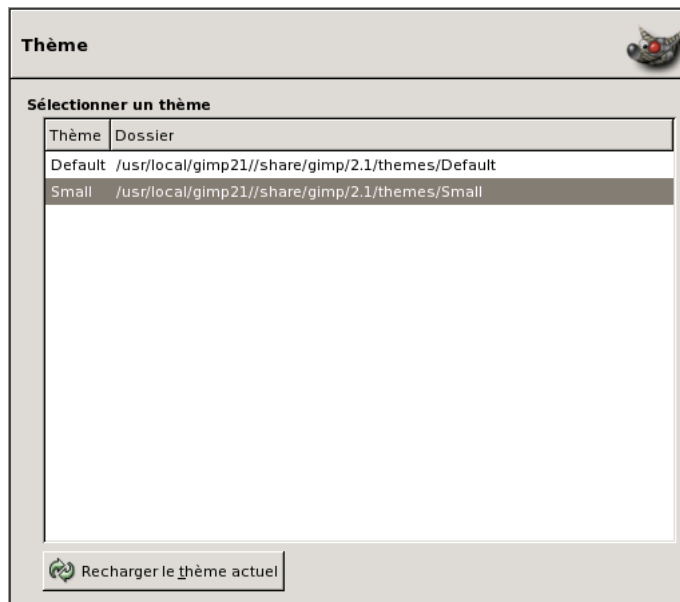 Thème
Sélectionner un thème
Thème Dossier
Default /usr/local/gimp21//share/gimp/2.1/themes/Default
Small /usr/local/gimp21//share/gimp/2.1/themes/Small
Recharger le thème actuel